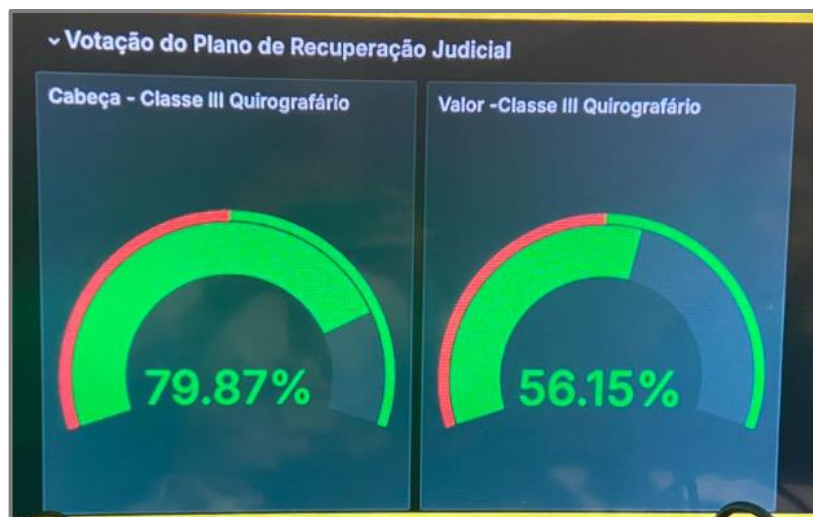 Votação do Plano de Recuperação Judicial
Cabeça - Classe III Quirografário
Valor -Classe III Quirografário
79.87%
56.15%